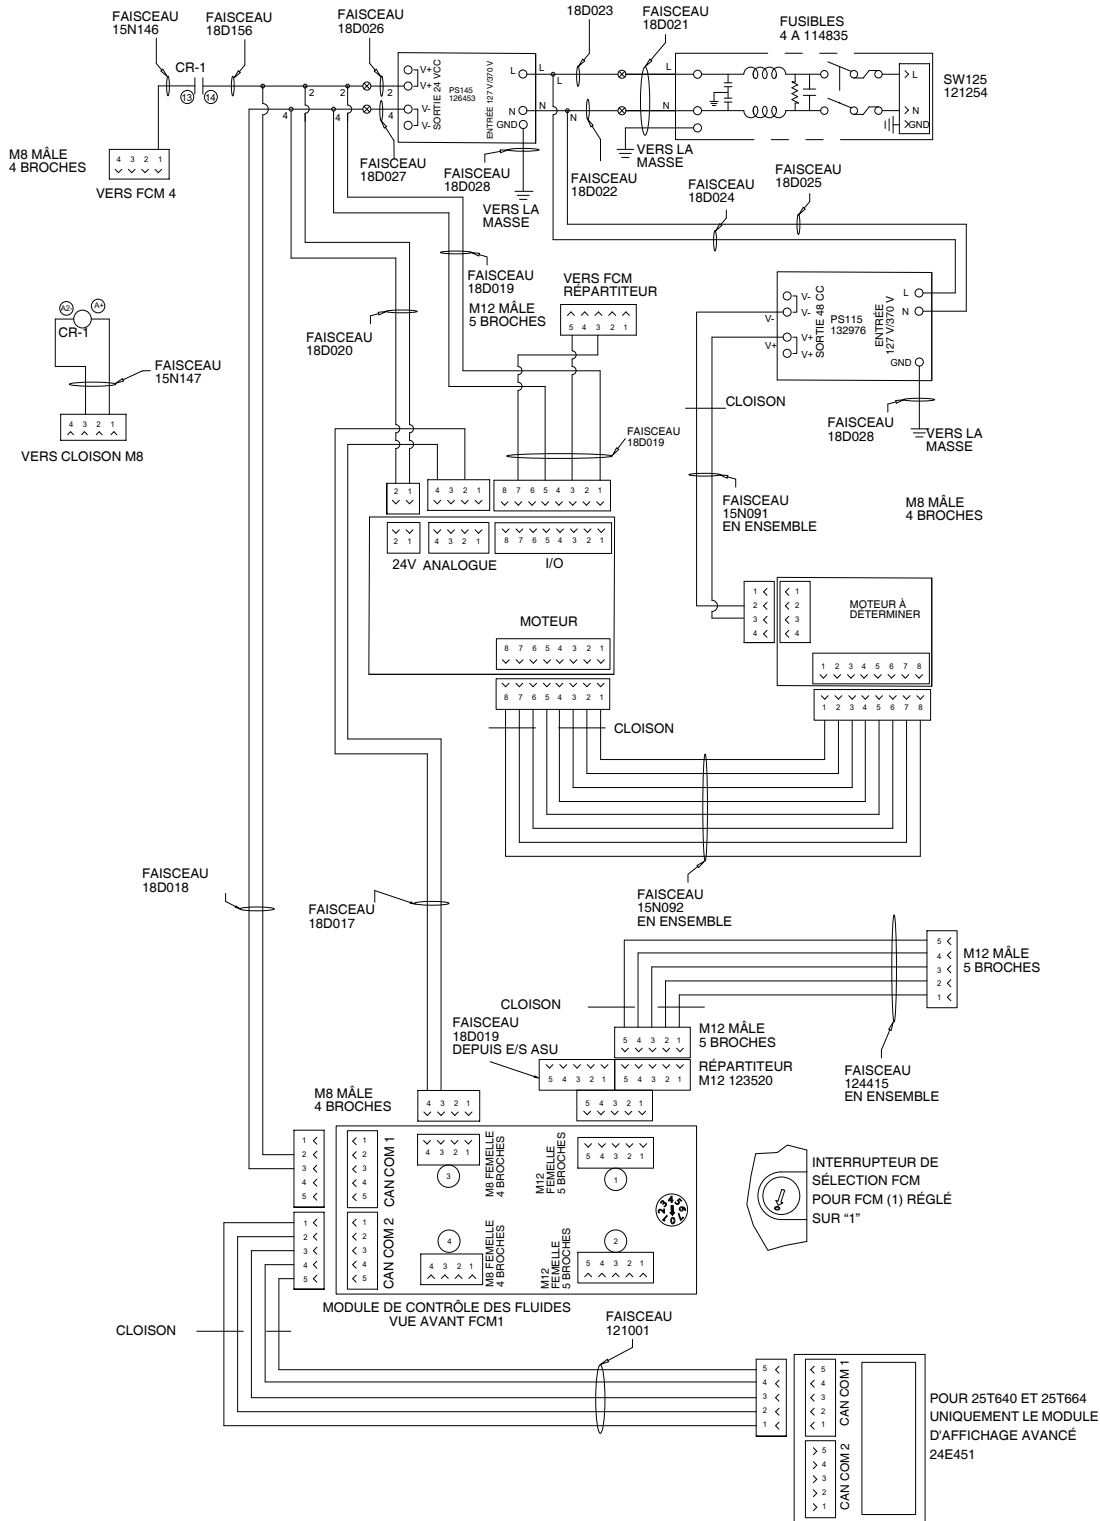 FAISCEAU
15N146
FAISCEAU
18D156
FAISCEAU
18D026
18D023
FAISCEAU
18D021
FUSIBLES
4 A 114835
CR-1
13
14
2
2
2
2
4
4
4
V+
V+
V-
V-
SORTIE 24 VCC
PS145
126453
ENTRÉE 127 V/370 V
L
N
GND
L
L
N
N
L
N
L
N
GND
SW125
121254
M8 MÂLE
4 BROCHES
4 3 2 1
VERS FCM 4
FAISCEAU
18D027
FAISCEAU
18D028
VERS LA
MASSE
FAISCEAU
18D022
VERS LA
MASSE
FAISCEAU
18D024
FAISCEAU
18D025
FAISCEAU
18D019
M12 MÂLE
5 BROCHES
VERS FCM
RÉPARTITEUR
5 4 3 2 1
V-
V-
V+
V+
V-
V+
SORTIE 48 CC
PS115
132976
ENTRÉE
127 V/370 V
L
N
GND
A2-
A+
CR-1
FAISCEAU
15N147
4 3 2 1
VERS CLOISON M8
FAISCEAU
18D020
CLOISON
FAISCEAU
18D028
VERS LA
MASSE
FAISCEAU
18D019
FAISCEAU
15N091
EN ENSEMBLE
M8 MÂLE
4 BROCHES
2 1
4 3 2 1
8 7 6 5 4 3 2 1
2 1
4 3 2 1
8 7 6 5 4 3 2 1
24V
ANALOGUE
I/O
MOTEUR
8 7 6 5 4 3 2 1
8 7 6 5 4 3 2 1
1
2
3
4
1
2
3
4
MOTEUR À
DÉTERMINER
1 2 3 4 5 6 7 8
1 2 3 4 5 6 7 8
CLOISON
FAISCEAU
15N092
EN ENSEMBLE
FAISCEAU
18D018
FAISCEAU
18D017
5
4
3
2
1
M12 MÂLE
5 BROCHES
CLOISON
FAISCEAU
18D019
DEPUIS E/S ASU
5 4 3 2 1
M12 MÂLE
5 BROCHES
5 4 3 2 1
5 4 3 2 1
RÉPARTITEUR
M12 123520
5 4 3 2 1
FAISCEAU
124415
EN ENSEMBLE
M8 MÂLE
4 BROCHES
4 3 2 1
1
2
3
4
5
1
2
3
4
5
CAN COM 1
4 3 2 1
3
M8 FEMELLE
4 BROCHES
M12
FEMELLE
5 BROCHES
5 4 3 2 1
1
1
2
3
4
5
1
2
3
4
5
CAN COM 2
4
4 3 2 1
M8 FEMELLE
4 BROCHES
M12
FEMELLE
5 BROCHES
2
5 4 3 2 1
INTERRUPTEUR DE
SÉLECTION FCM
POUR FCM (1) RÉGLÉ
SUR “1”
MODULE DE CONTRÔLE DES FLUIDES
VUE AVANT FCM1
CLOISON
FAISCEAU
121001
5
4
3
2
1
5
4
3
2
1
CAN COM 1
5
4
3
2
1
CAN COM 2
POUR 25T640 ET 25T664
UNIQUEMENT LE MODULE
D'AFFICHAGE AVANCÉ
24E451